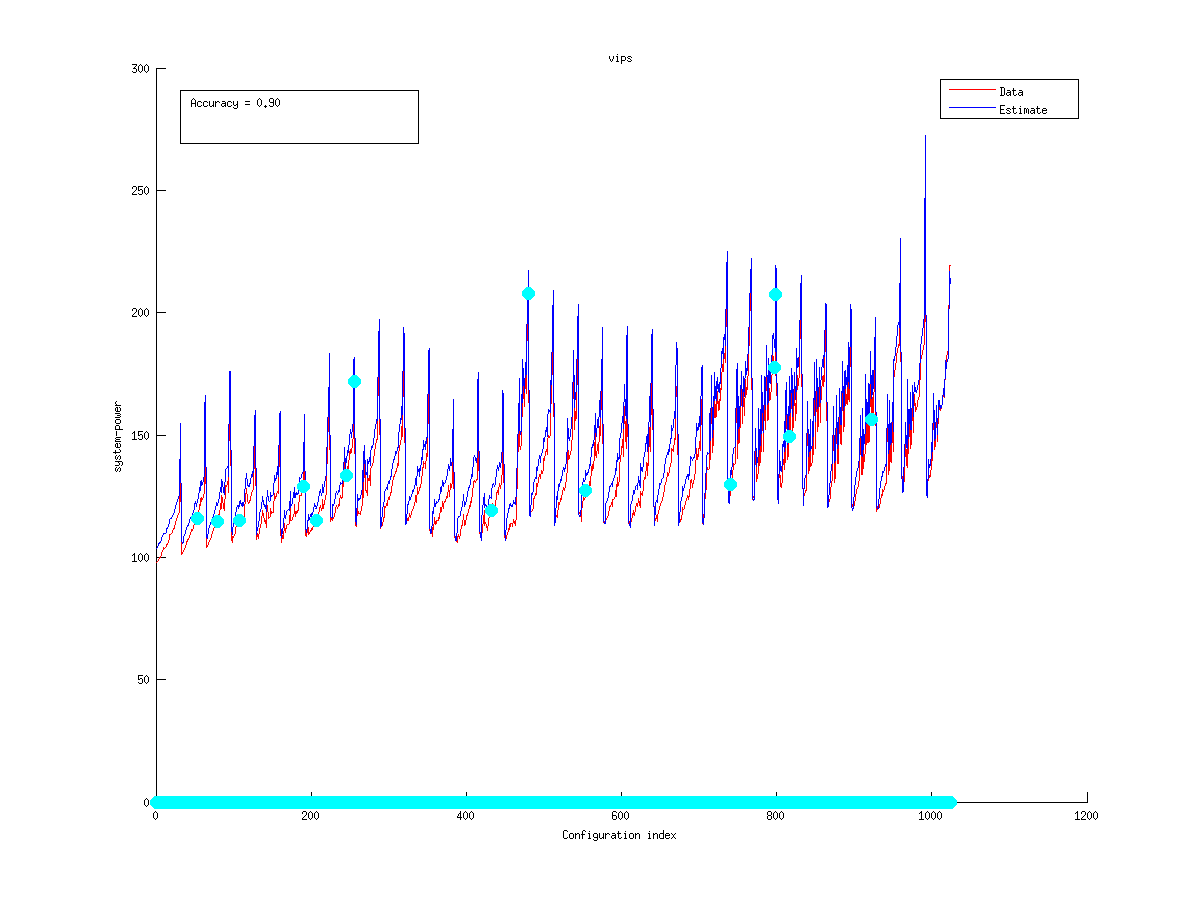 vips
300
Accuracy = 0.90
Data
Estimate
250
200
150
system-power
100
50
0
0 200 400 600 800 1000 1200
Configuration index